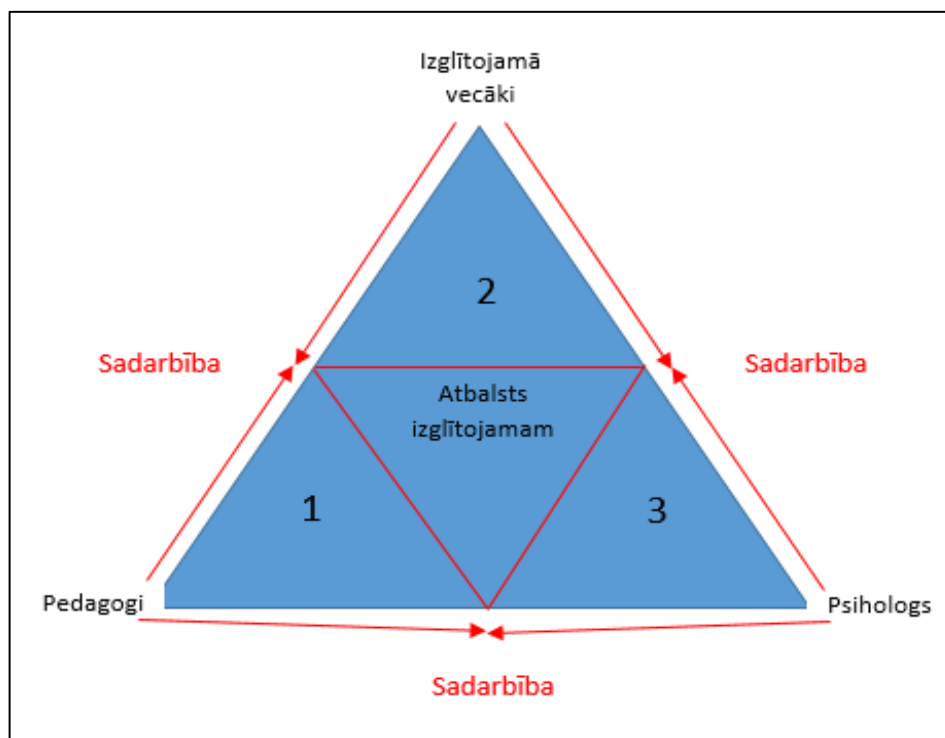 Izglītojamā
vecāki
2
Sadarbība
Sadarbība
Atbalsts
izglītojamam
1
3
Pedagogi
Psihologs
Sadarbība